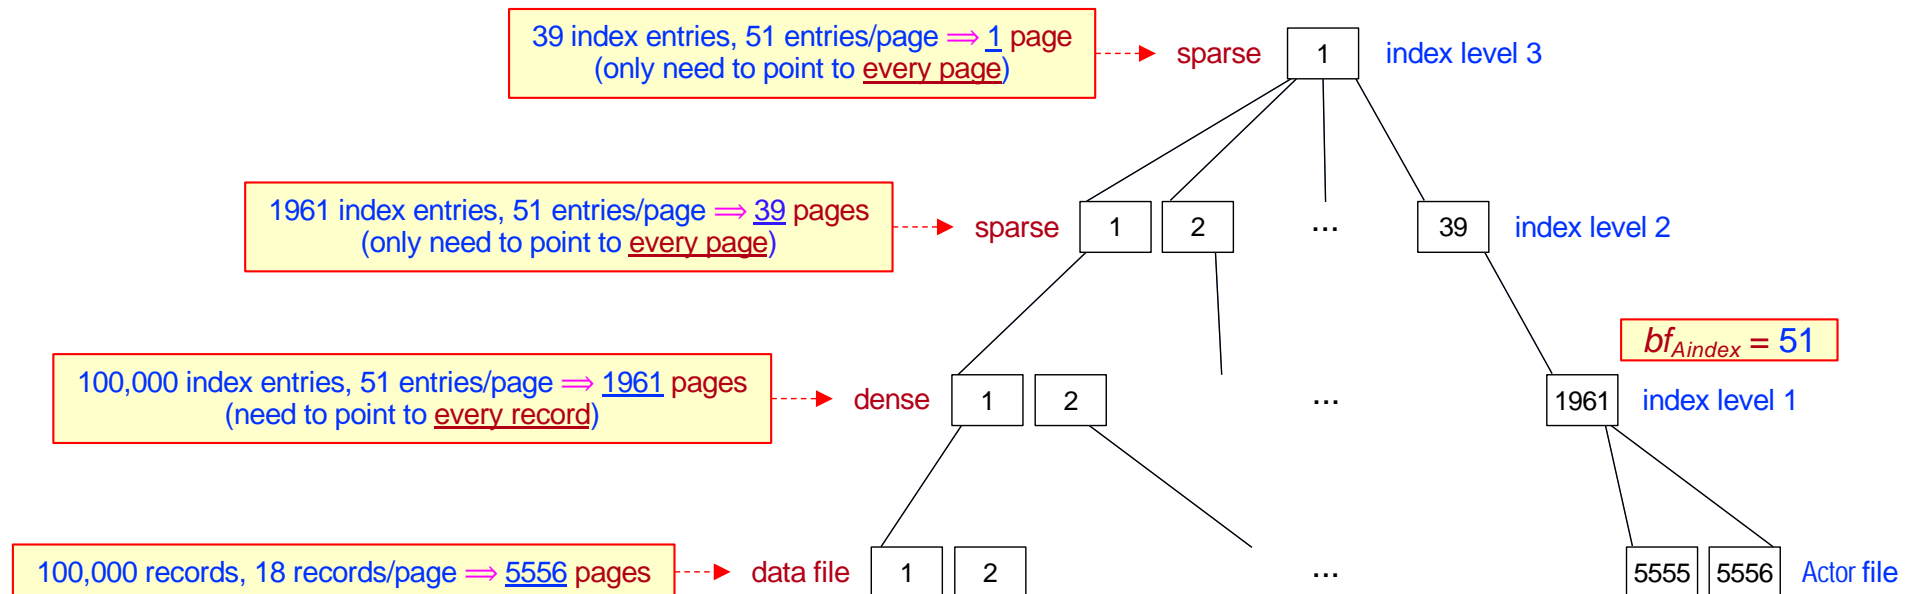 39 index entries, 51 entries/page ⟹ 1 page
(only need to point to every page)
sparse 1 index level 3
1961 index entries, 51 entries/page ⟹ 39 pages
(only need to point to every page)
sparse 1 2 ... 39 index level 2
bfAindex = 51
100,000 index entries, 51 entries/page ⟹ 1961 pages
(need to point to every record)
dense 1 2 ... 1961 index level 1
100,000 records, 18 records/page ⟹ 5556 pages
data file 1 2 ... 5555 5556 Actor file